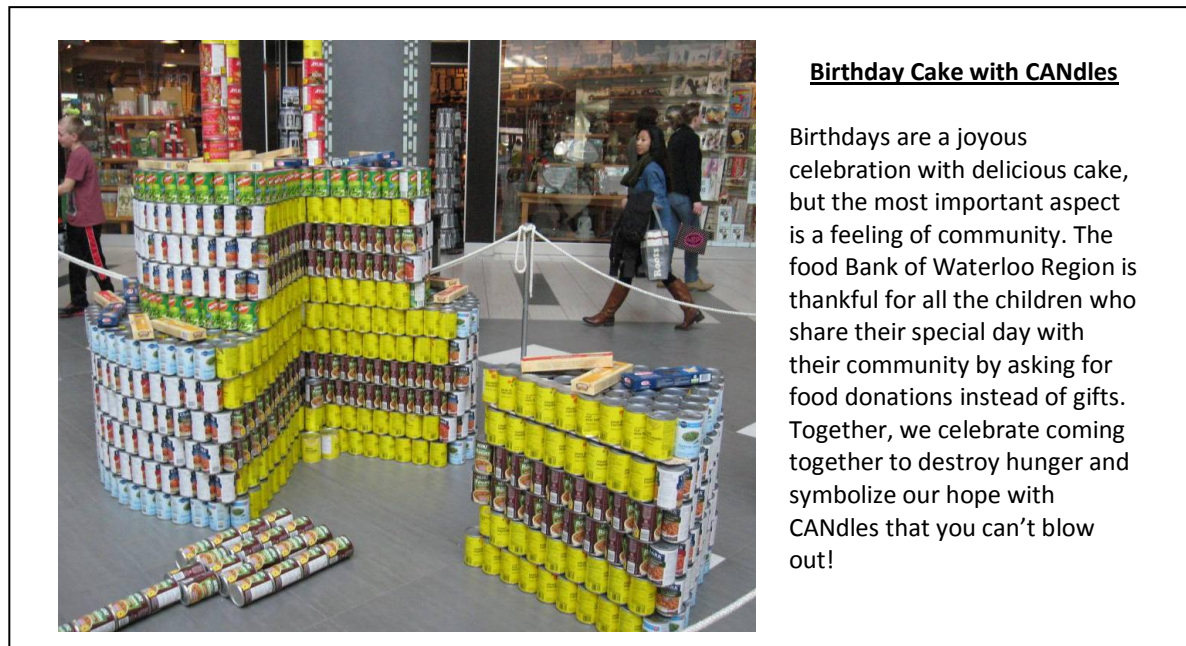 Birthday Cake with CANdles
Birthdays are a joyous
celebration with delicious cake,
but the most important aspect
is a feeling of community. The
food Bank of Waterloo Region is
thankful for all the children who
share their special day with
their community by asking for
food donations instead of gifts.
Together, we celebrate coming
together to destroy hunger and
symbolize our hope with
CANdles that you can’t blow
out!